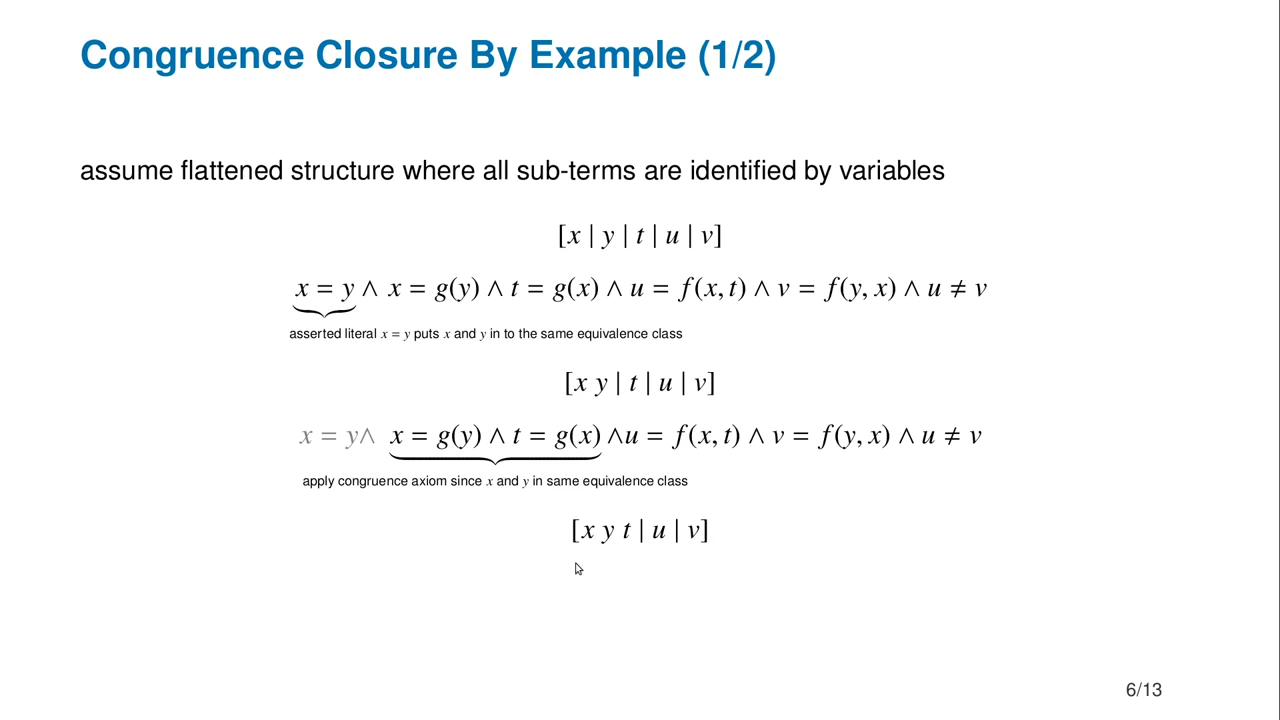 Congruence Closure By Example (1/2)
assume flattened structure where all sub-terms are identified by variables
[x | y | t | u | v]
x = y ∧ x = g(y) ∧ t = g(x) ∧ u = f(x, t) ∧ v = f(y, x) ∧ u ≠ v
asserted literal x = y puts x and y in to the same equivalence class
[x y | t | u | v]
x = y∧ x = g(y) ∧ t = g(x) ∧u = f(x, t) ∧ v = f(y, x) ∧ u ≠ v
apply congruence axiom since x and y in same equivalence class
[x y t | u | v]
6/13